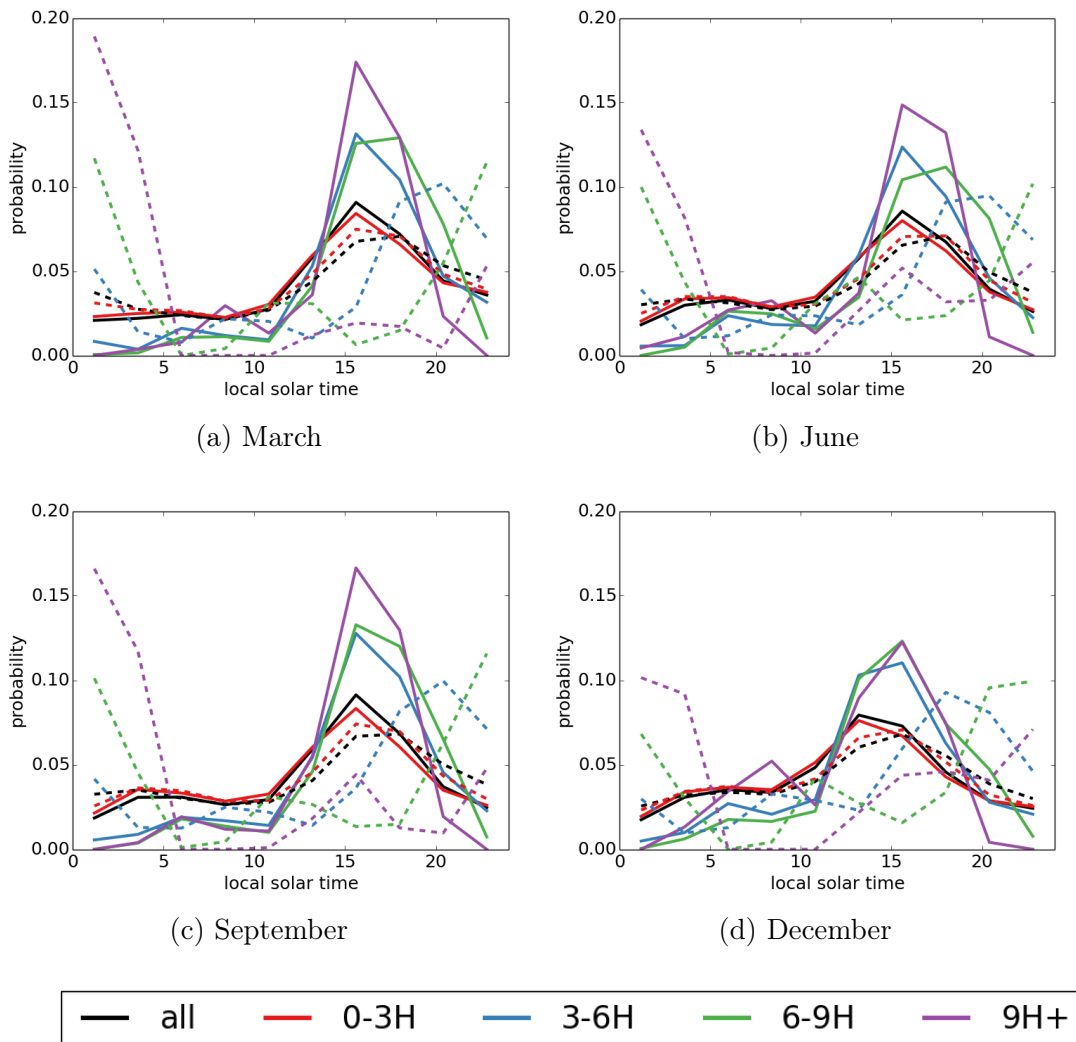 0.20 0.20
0.15 0.15
probability probability
0.10 0.10
0.05 0.05
0.00 0.00
0 5 10 15 20 0 5 10 15 20
local solar time local solar time
(a) March (b) June
0.20 0.20
0.15 0.15
probability probability
0.10 0.10
0.05 0.05
0.00 0.00
0 5 10 15 20 0 5 10 15 20
local solar time local solar time
(c) September (d) December
all 0-3H 3-6H 6-9H 9H+